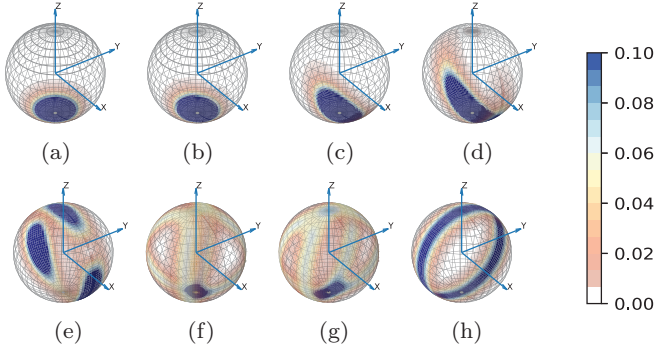 Z Z Z Z
Y Y Y Y
X X X X
(a) (b) (c) (d)
0.10
0.08
0.06
0.04
0.02
0.00
Z Z Z Z
Y Y Y Y
X X X X
(e) (f) (g) (h)